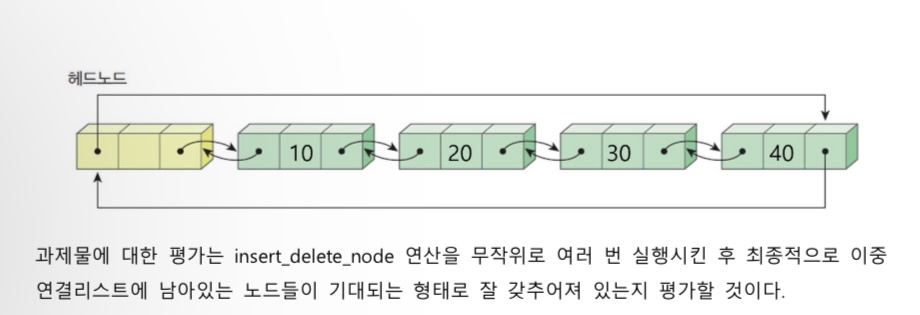 헤드노드
10 20 30 40
과제물에 대한 평가는 insert_delete_node 연산을 무작위로 여러 번 실행시킨 후 최종적으로 이중
연결리스트에 남아있는 노드들이 기대되는 형태로 잘 갖추어져 있는지 평가할 것이다.